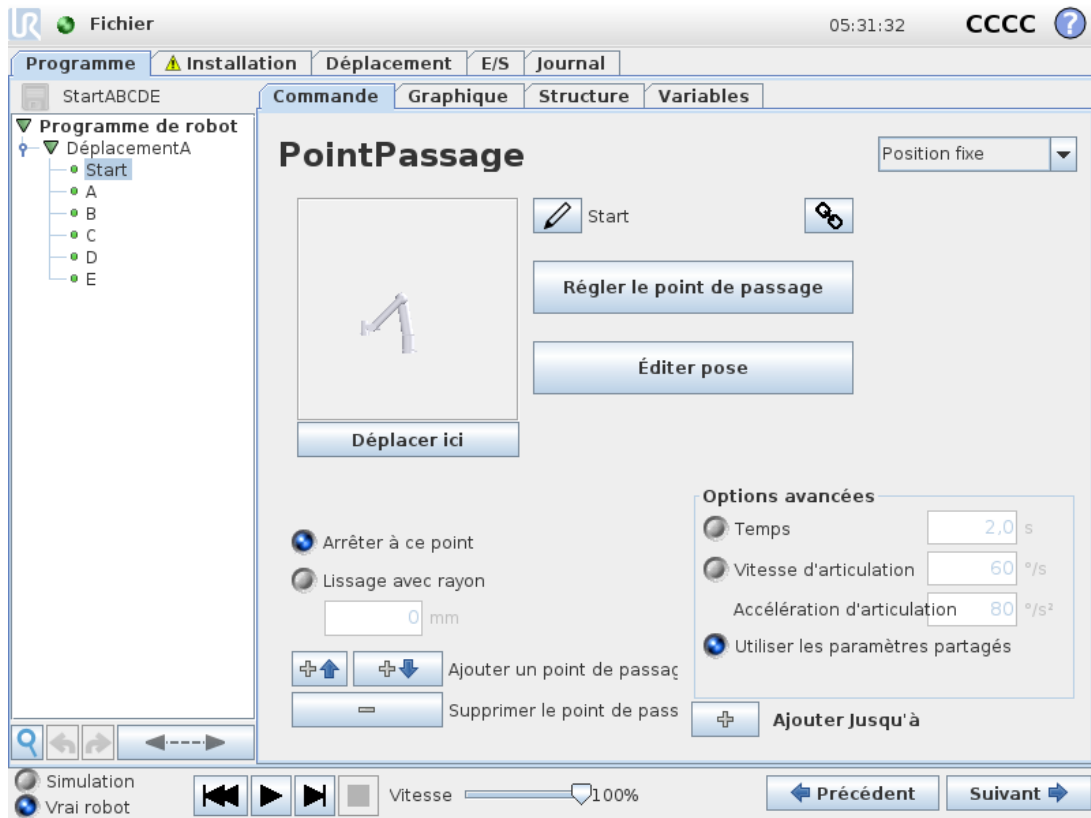 UR Fichier 05:31:32 CCCC ?
Programme Installation Déplacement E/S Journal
StartABCDE Commande Graphique Structure Variables
Programme de robot
DéplacementA
Start
A
B
C
D
E
PointPassage Position fixe
Start
Régler le point de passage
Éditer pose
Déplacer ici
Options avancées
Temps 2,0 s
Vitesse d'articulation 60 °/s
Accélération d'articulation 80 °/s²
Utiliser les paramètres partagés
Arrêter à ce point
Lissage avec rayon
0 mm
Ajouter un point de passag
Supprimer le point de pass
Ajouter Jusqu'à
Simulation
Vrai robot
Vitesse 100%
Précédent Suivant